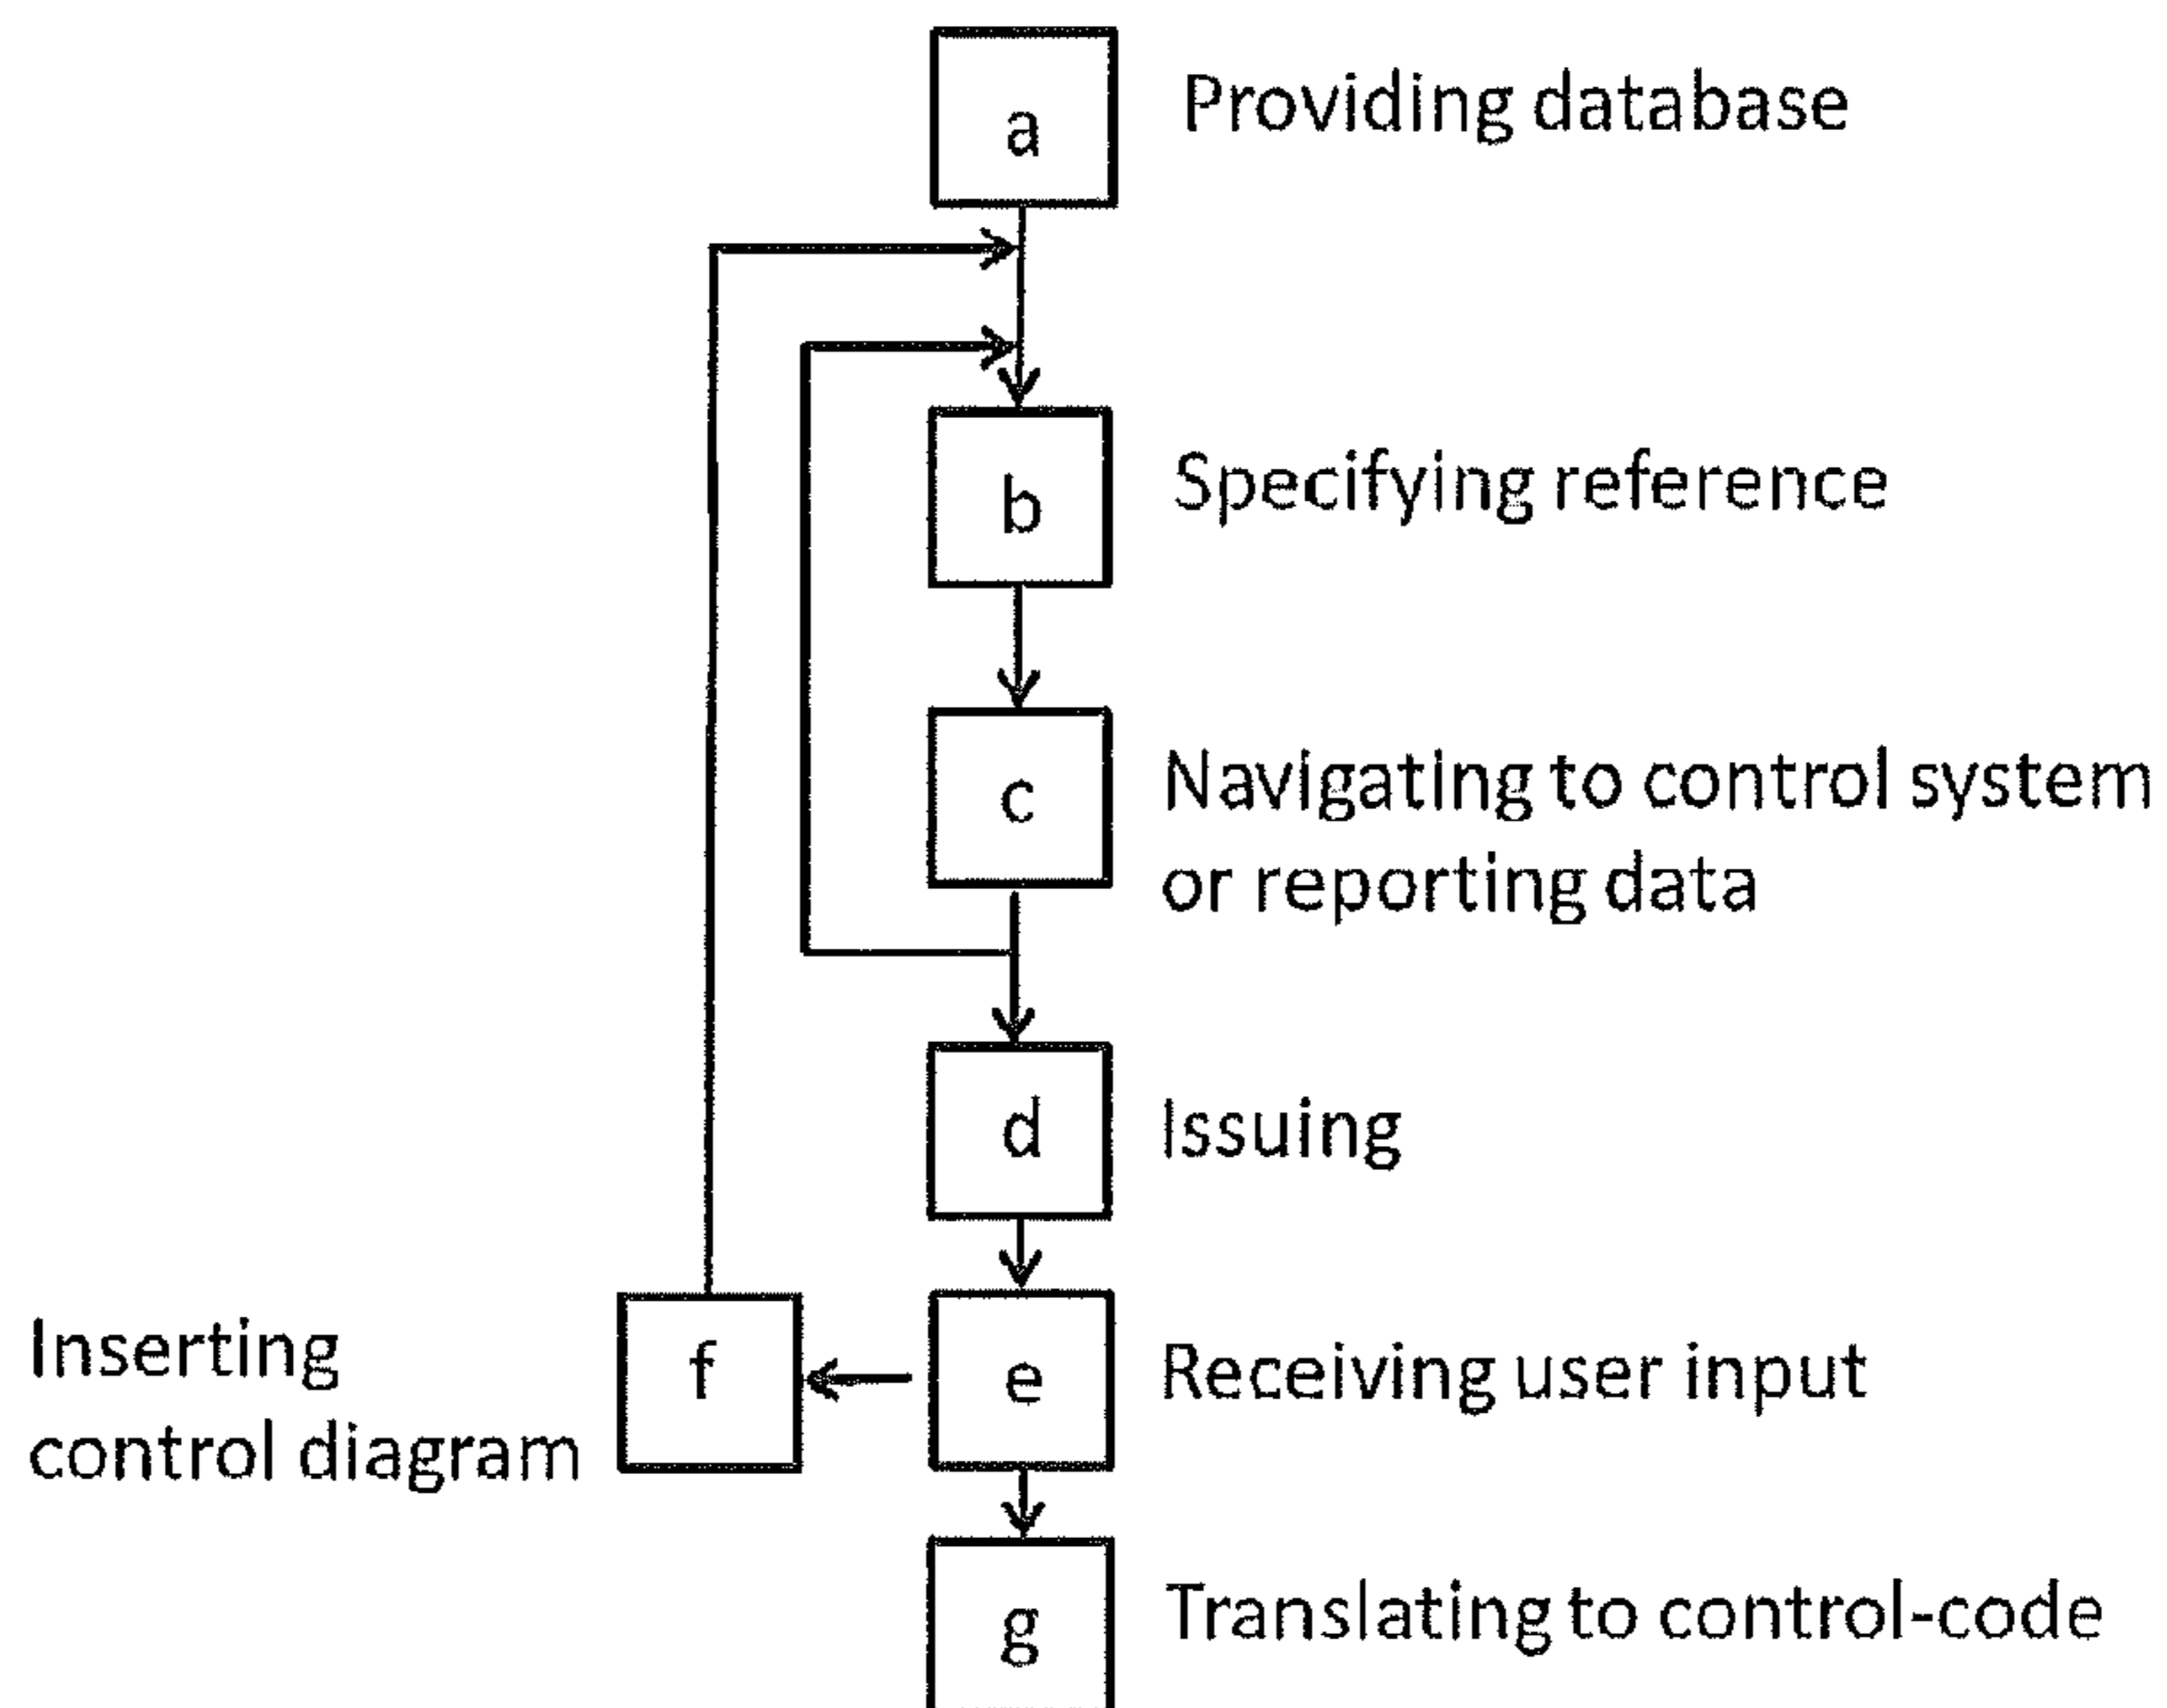 a Providing database
b Specifying reference
c Navigating to control system
or reporting data
d Issuing
Inserting
control diagram
f
e Receiving user input
g Translating to control-code